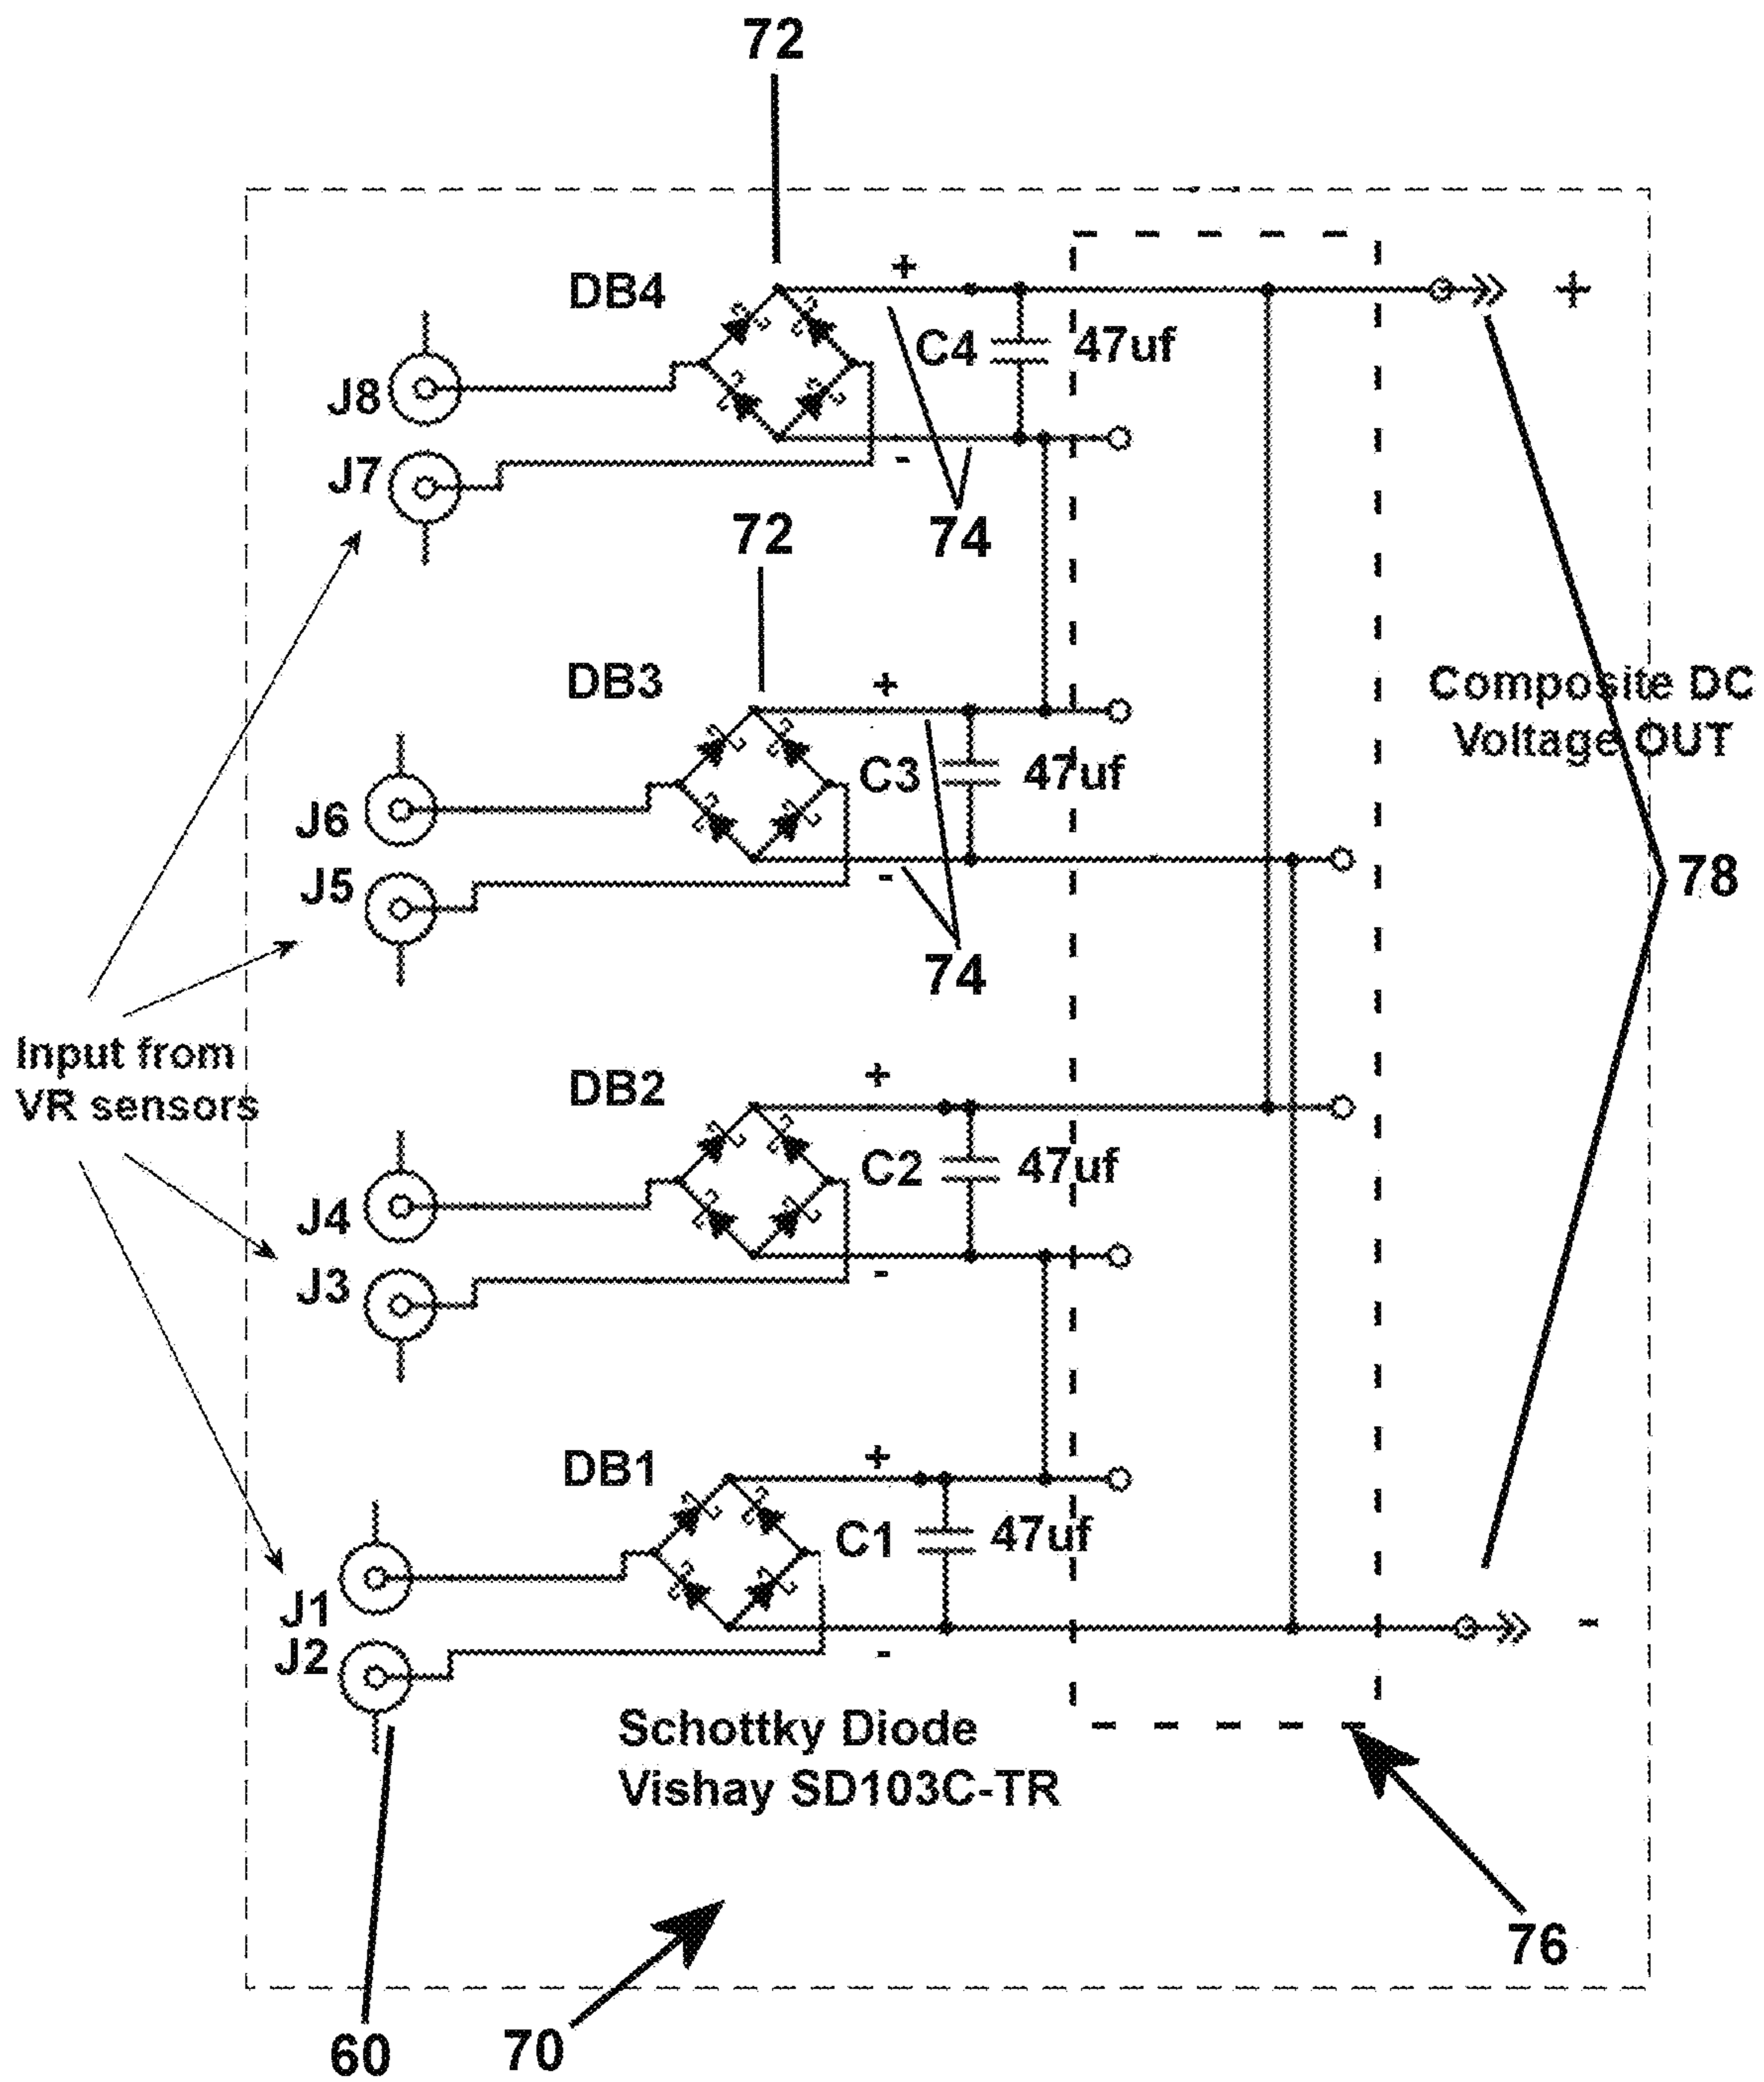 72
+
+
DB4
C4
47uf
J8
J7
-
74
72
DB3
+
Composite DC
Voltage OUT
C3
47uf
J6
J5
-
78
74
Input from
VR sensors
DB2
+
C2
47uf
J4
J3
-
DB1
+
C1
47uf
J1
J2
-
-
Schottky Diode
Vishay SD103C-TR
76
60
70